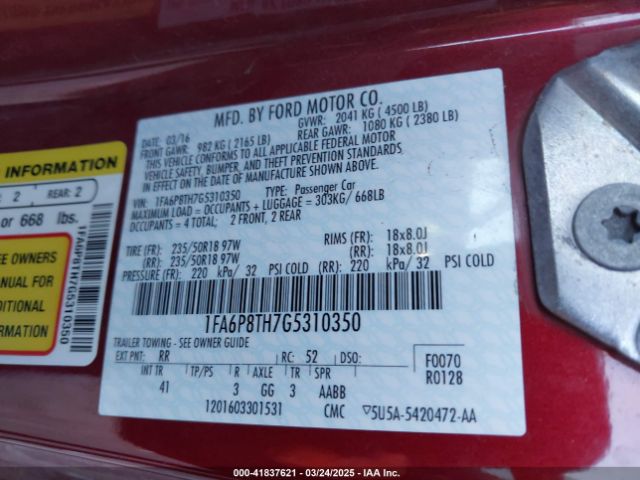 MFD. BY FORD MOTOR CO.
DATE: 03/16 GVWR: 2041 KG ( 4500 LB)
FRONT GAWR: 982 KG ( 2165 LB) REAR GAWR: 1080 KG ( 2380 LB)
THIS VEHICLE CONFORMS TO ALL APPLICABLE FEDERAL MOTOR
VEHICLE SAFETY, BUMPER, AND THEFT PREVENTION STANDARDS
IN EFFECT ON THE DATE OF MANUFACTURE SHOWN ABOVE.
VIN: 1FA6P8TH7G5310350 TYPE: Passenger Car
MAXIMUM LOAD = OCCUPANTS + LUGGAGE = 303KG/ 668LB
OCCUPANTS = 4 TOTAL; 2 FRONT, 2 REAR
TIRE (FR): 235/50R18 97W RIMS (FR): 18x8.0J
(RR): 235/50R18 97W (RR): 18x8.0J
PRESSURE (FR): 220 kPa/ 32 PSI COLD (RR): 220 kPa/ 32 PSI COLD
1FA6P8TH7G5310350
TRAILER TOWING - SEE OWNER GUIDE
EXT PNT: RR RC: 52 DSO:
F0070
R0128
INT TR TP/PS R AXLE TR SPR
41 3 GG 3 AABB
1201603301531 CMC 5U5A-5420472-AA
INFORMATION
: 2 REAR: 2
or 668 lbs.
SEE OWNERS
MANUAL FOR
ADDITIONAL
INFORMATION
1FA6P8TH7G5310350
000-41837621 | 03/24/2025 | IAA Inc.